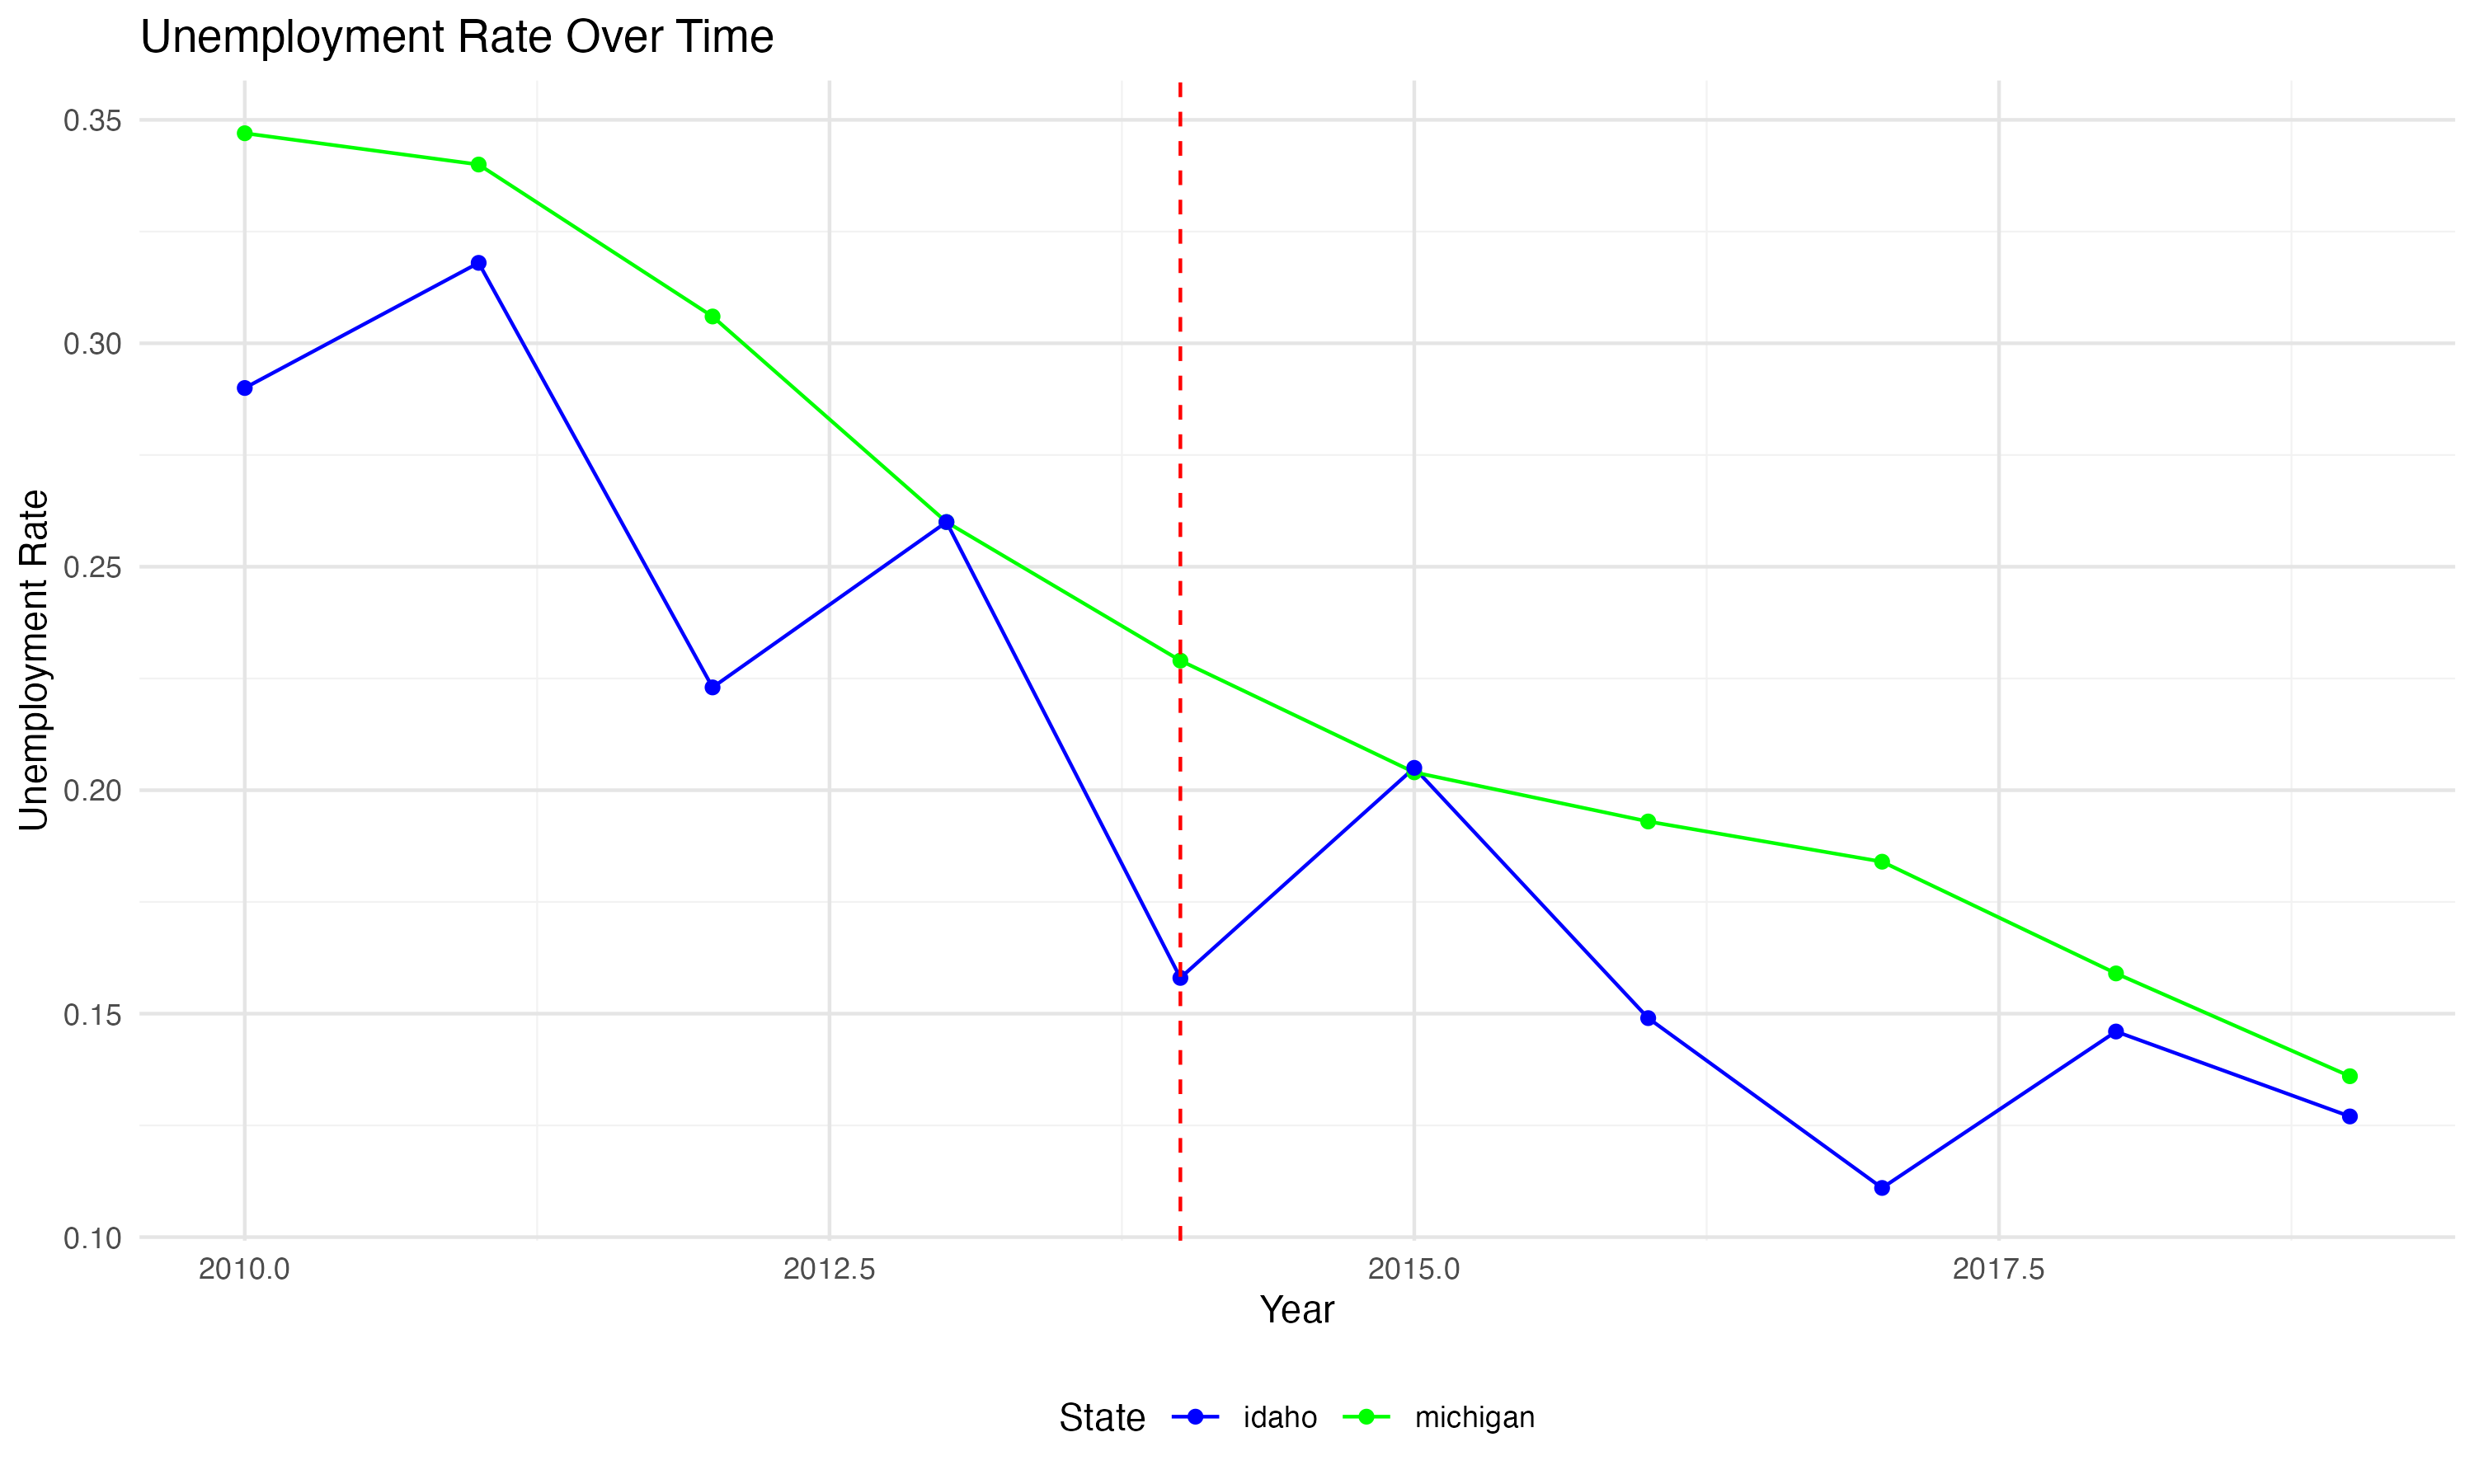 Unemployment Rate Over Time
Unemployment Rate
0.35
0.30
0.25
0.20
0.15
0.10
2010.0 2012.5 2015.0 2017.5
Year
State idaho michigan